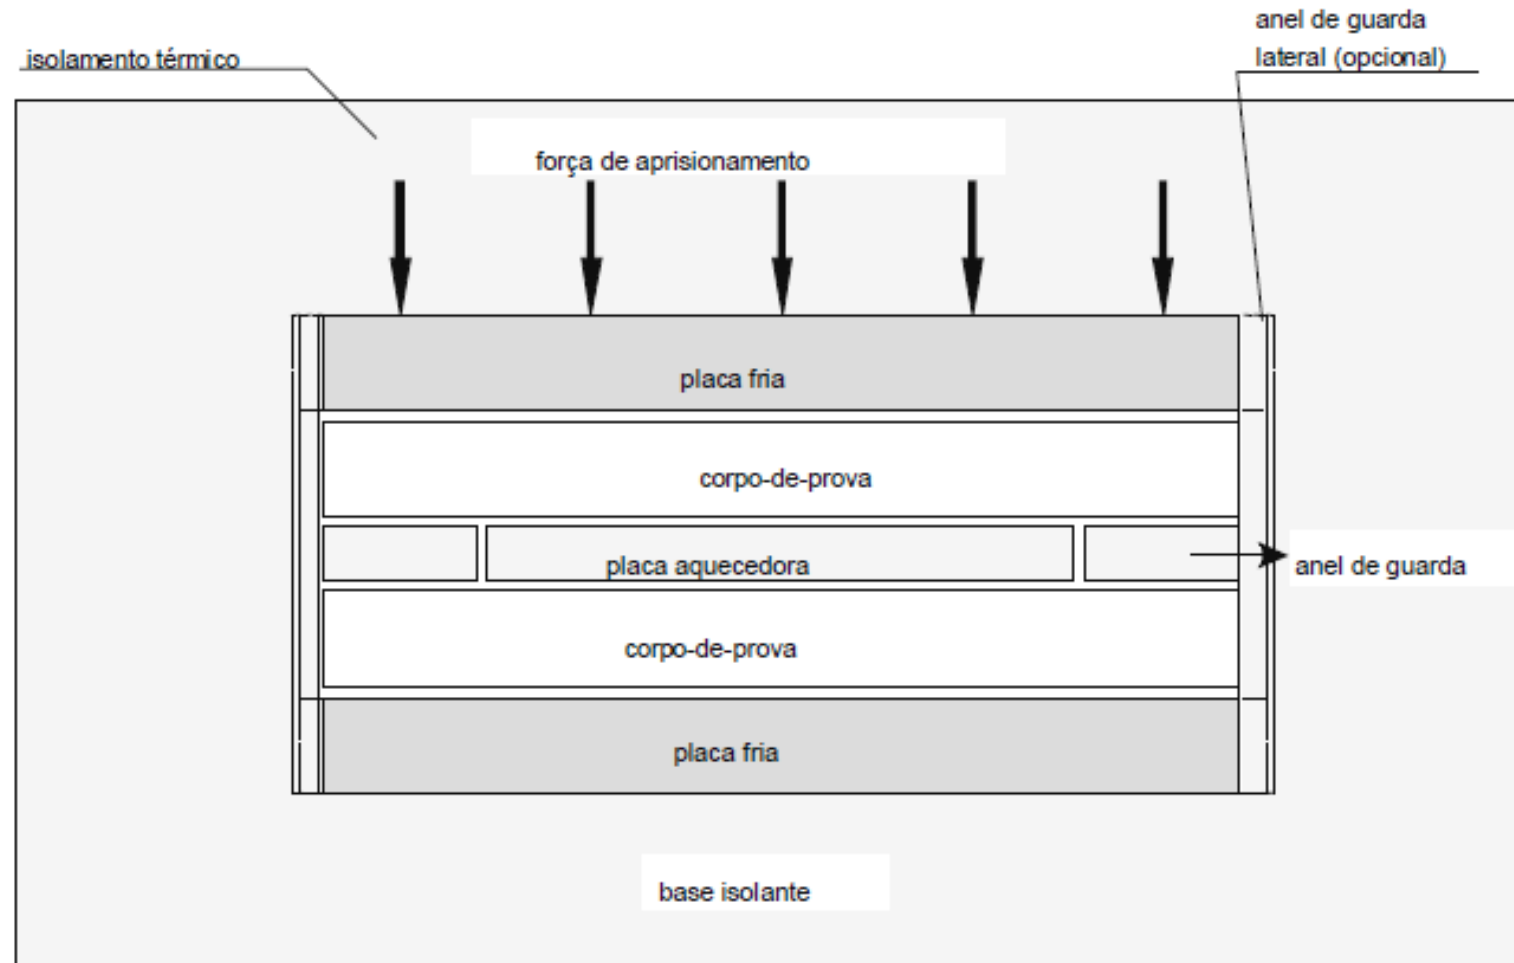 anel de guarda
lateral (opcional)
isolamento térmico
força de aprisionamento
placa fria
corpo-de-prova
placa aquecedora
anel de guarda
corpo-de-prova
placa fria
base isolante